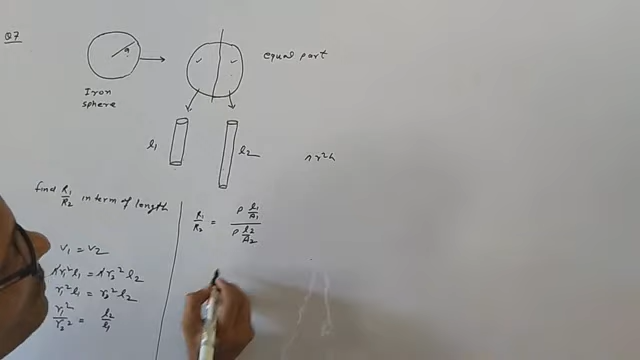 Q7
r
equal part
Iron
sphere
l1
l2
πr²h
find R1/R2 in term of length
V1 = V2
πr1²l1 = πr2²l2
r1²l1 = r2²l2
r1²/r2² = l2/l1
R1/R2 = ρ l1/A1 / ρ l2/A2